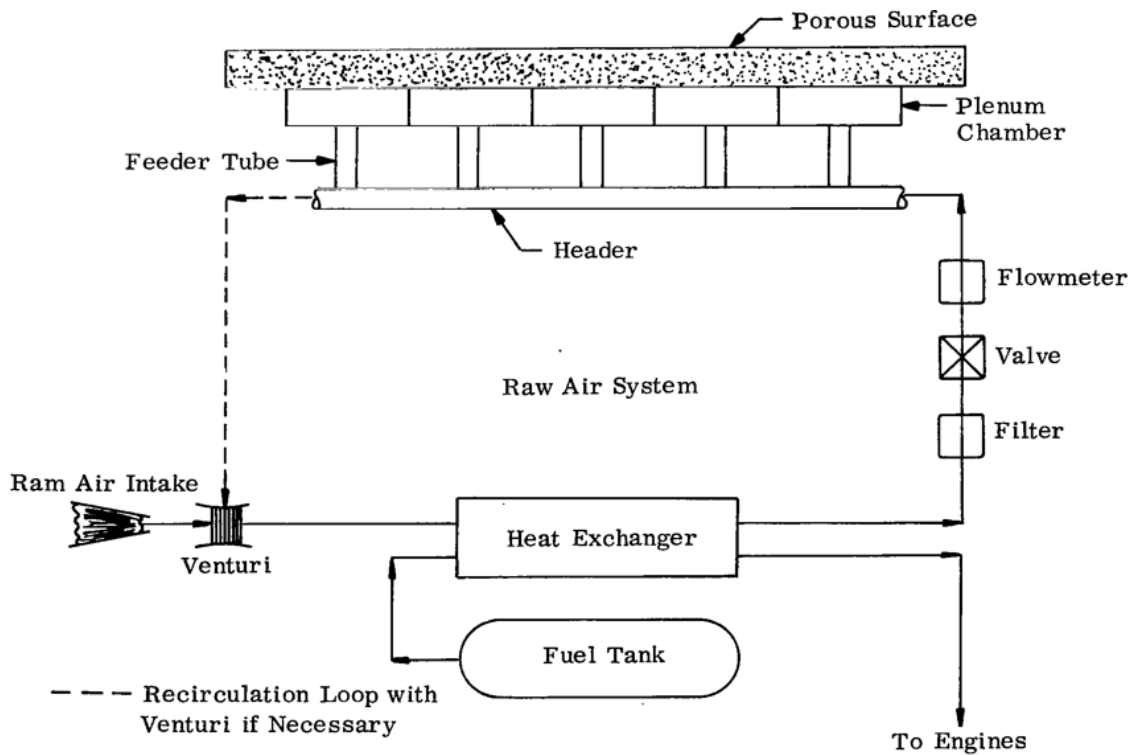 Porous Surface
Plenum
Chamber
Feeder Tube
Header
Flowmeter
Valve
Raw Air System
Filter
Ram Air Intake
Heat Exchanger
Venturi
Fuel Tank
Recirculation Loop with
Venturi if Necessary
To Engines